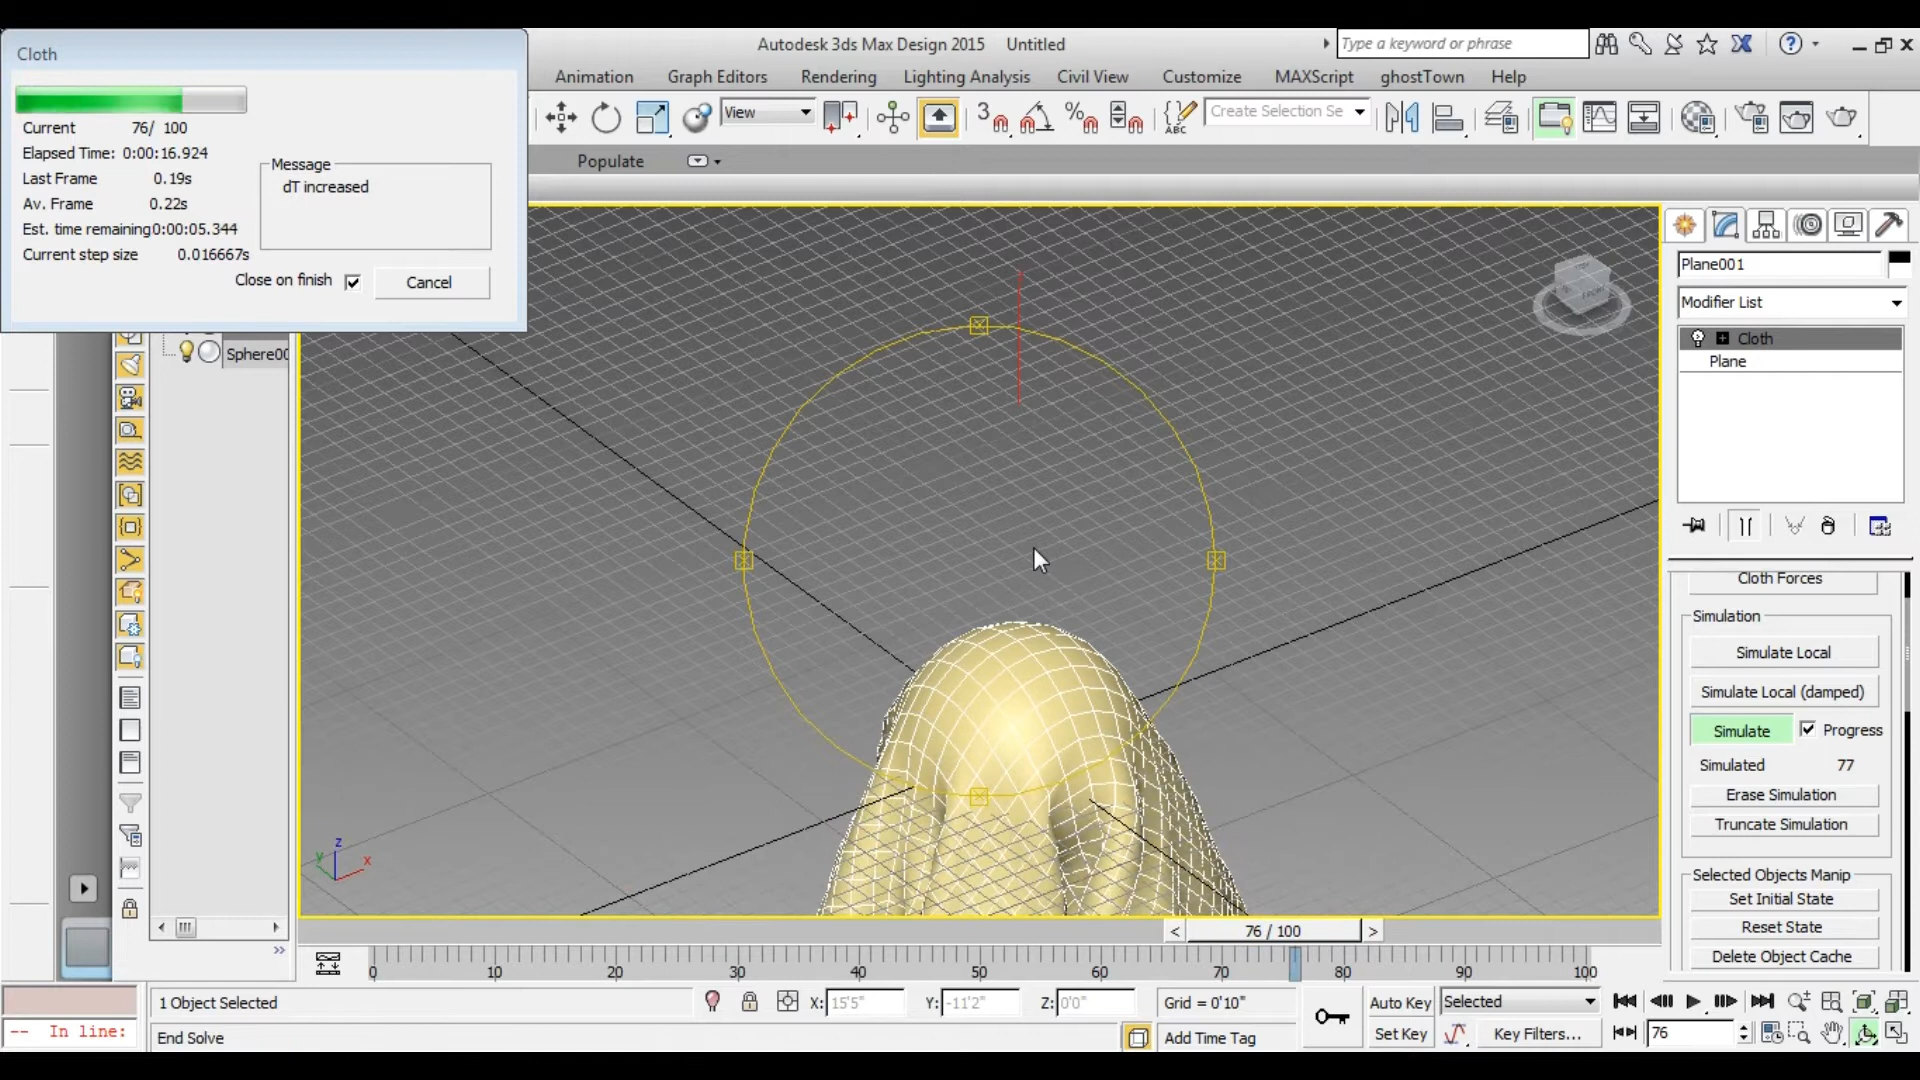 Cloth
Current 76/ 100
Elapsed Time: 0:00:16.924
Last Frame 0.19s
Av. Frame 0.22s
Est. time remaining 0:00:05.344
Current step size 0.016667s
Message
dT increased
Close on finish
Cancel
Autodesk 3ds Max Design 2015 Untitled
Type a keyword or phrase
Animation Graph Editors Rendering Lighting Analysis Civil View Customize MAXScript ghostTown Help
View
3
%
ABC
Create Selection Se
Populate
Sphere00
Plane001
Modifier List
Cloth
Plane
Cloth Forces
Simulation
Simulate Local
Simulate Local (damped)
Simulate Progress
Simulated 77
Erase Simulation
Truncate Simulation
Selected Objects Manip
Set Initial State
Reset State
Delete Object Cache
z
y
x
< 76 / 100 >
0 10 20 30 40 50 60 70 80 90 100
1 Object Selected
X: 15'5" Y: -11'2" Z: 0'0"
Grid = 0'10"
Auto Key
Selected
-- In line:
End Solve
Add Time Tag
Set Key
Key Filters...
76